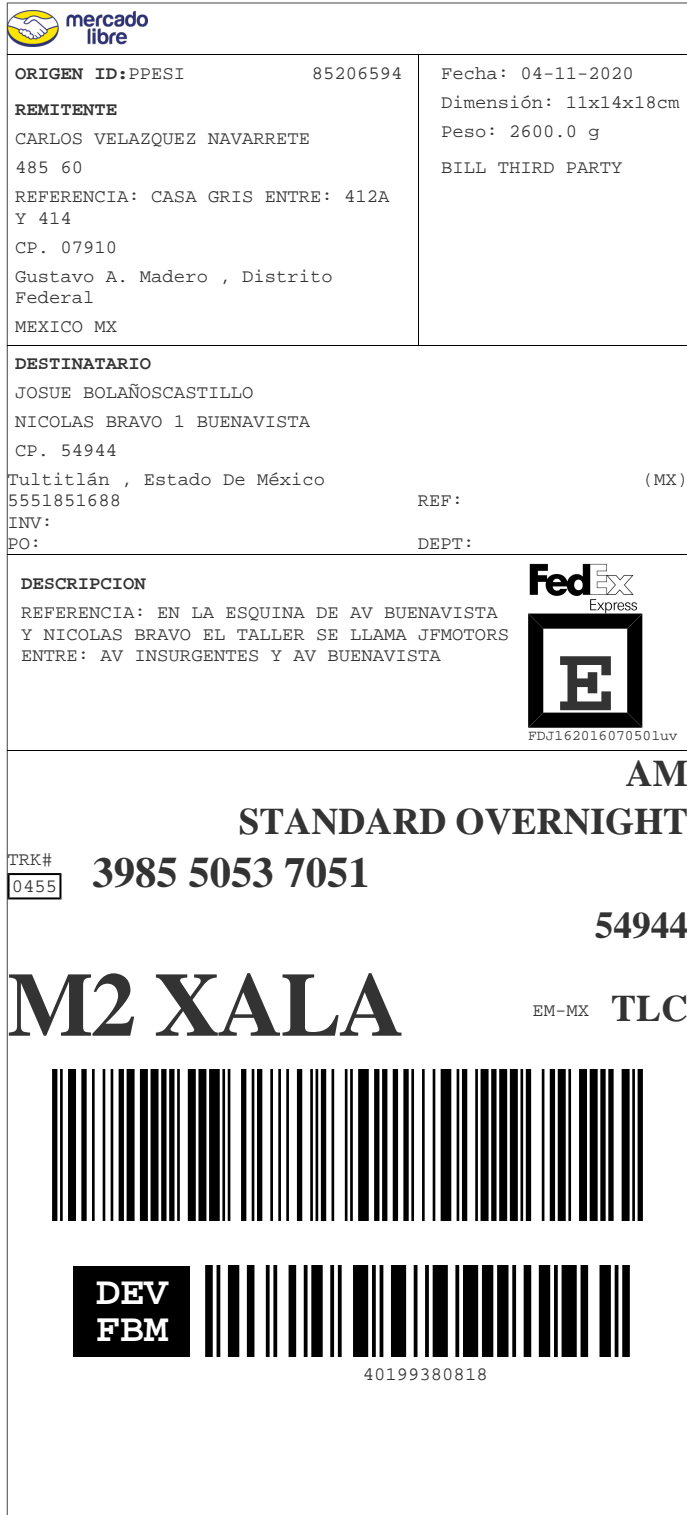 mercado
libre
ORIGEN ID:PPESI 85206594
REMITENTE
CARLOS VELAZQUEZ NAVARRETE
485 60
REFERENCIA: CASA GRIS ENTRE: 412A
Y 414
CP. 07910
Gustavo A. Madero , Distrito
Federal
MEXICO MX
Fecha: 04-11-2020
Dimensión: 11x14x18cm
Peso: 2600.0 g
BILL THIRD PARTY
DESTINATARIO
JOSUE BOLAÑOSCASTILLO
NICOLAS BRAVO 1 BUENAVISTA
CP. 54944
Tultitlán , Estado De México (MX)
5551851688 REF:
INV:
PO: DEPT:
DESCRIPCION
REFERENCIA: EN LA ESQUINA DE AV BUENAVISTA
Y NICOLAS BRAVO EL TALLER SE LLAMA JFMOTORS
ENTRE: AV INSURGENTES Y AV BUENAVISTA
FedEx
Express
E
FDJ162016070501uv
AM
STANDARD OVERNIGHT
TRK#
0455 3985 5053 7051
54944
M2 XALA EM-MX TLC
DEV
FBM
40199380818